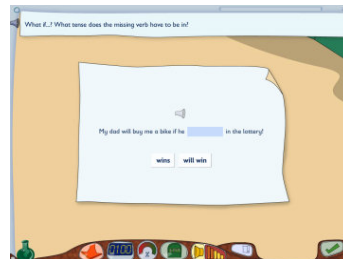 What if...? What tense does the missing verb have to be in?
My dad will buy me a bike if he in the lottery!
wins will win